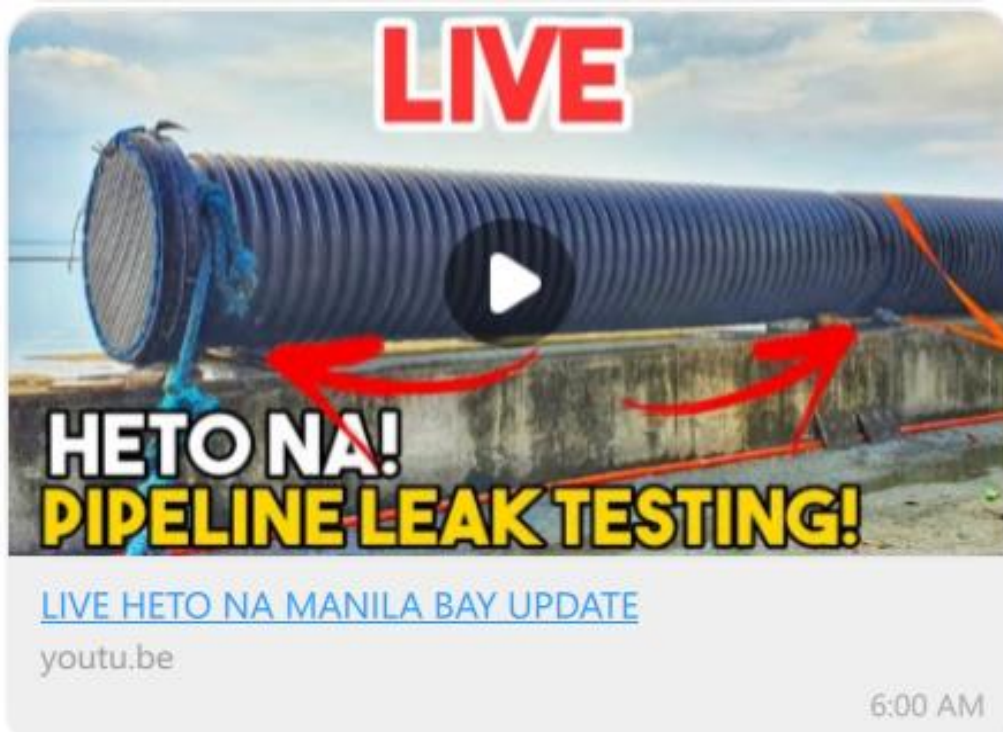 LIVE
HETO NA!
PIPELINE LEAK TESTING!
LIVE HETO NA MANILA BAY UPDATE
youtu.be
6:00 AM